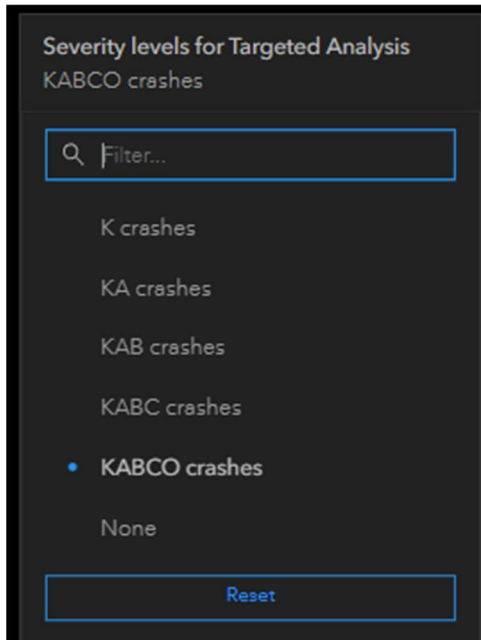 Severity levels for Targeted Analysis
KABCO crashes
Filter...
K crashes
KA crashes
KAB crashes
KABC crashes
KABCO crashes
None
Reset